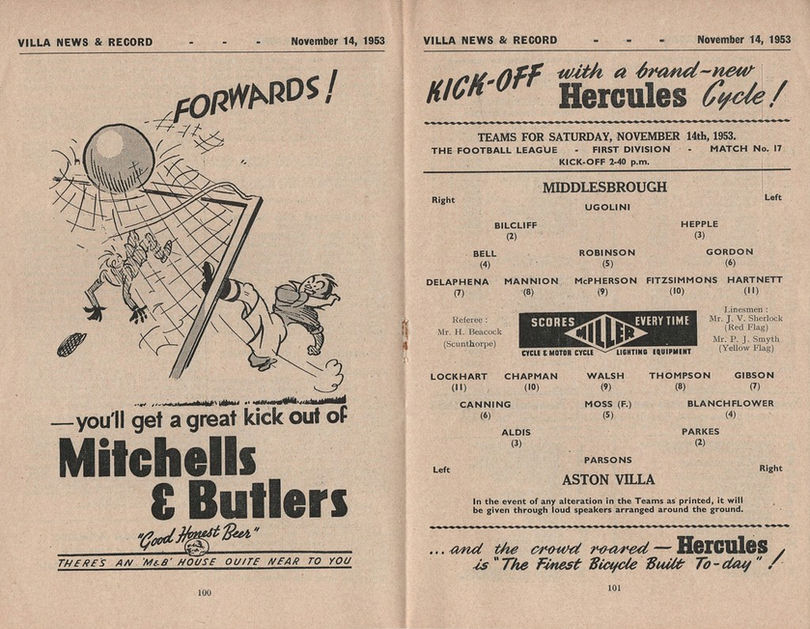 VILLA NEWS & RECORD - - - November 14, 1953
FORWARDS!
—you'll get a great kick out of
Mitchells
& Butlers
"Good Honest Beer"
THERE'S AN 'M&B' HOUSE QUITE NEAR TO YOU
100
VILLA NEWS & RECORD - - - November 14, 1953
KICK-OFF with a brand-new
Hercules Cycle!
TEAMS FOR SATURDAY, NOVEMBER 14th, 1953.
THE FOOTBALL LEAGUE - FIRST DIVISION - MATCH No. 17
KICK-OFF 2-40 p.m.
MIDDLESBROUGH
Right Left
UGOLINI
BILCLIFF HEPPLE
(2) (3)
BELL ROBINSON GORDON
(4) (5) (6)
DELAPHENA MANNION McPHERSON FITZSIMMONS HARTNETT
(7) (8) (9) (10) (11)
Referee :
Mr. H. Beacock
(Scunthorpe)
SCORES MILLER EVERY TIME
CYCLE & MOTOR CYCLE LIGHTING EQUIPMENT
Linesmen :
Mr. J. V. Sherlock
(Red Flag)
Mr. P. J. Smyth
(Yellow Flag)
LOCKHART CHAPMAN WALSH THOMPSON GIBSON
(11) (10) (9) (8) (7)
CANNING MOSS (F.) BLANCHFLOWER
(6) (5) (4)
ALDIS PARKES
(3) (2)
PARSONS
Left Right
ASTON VILLA
In the event of any alteration in the Teams as printed, it will
be given through loud speakers arranged around the ground.
...and the crowd roared — Hercules
is "The Finest Bicycle Built To-day"!
101